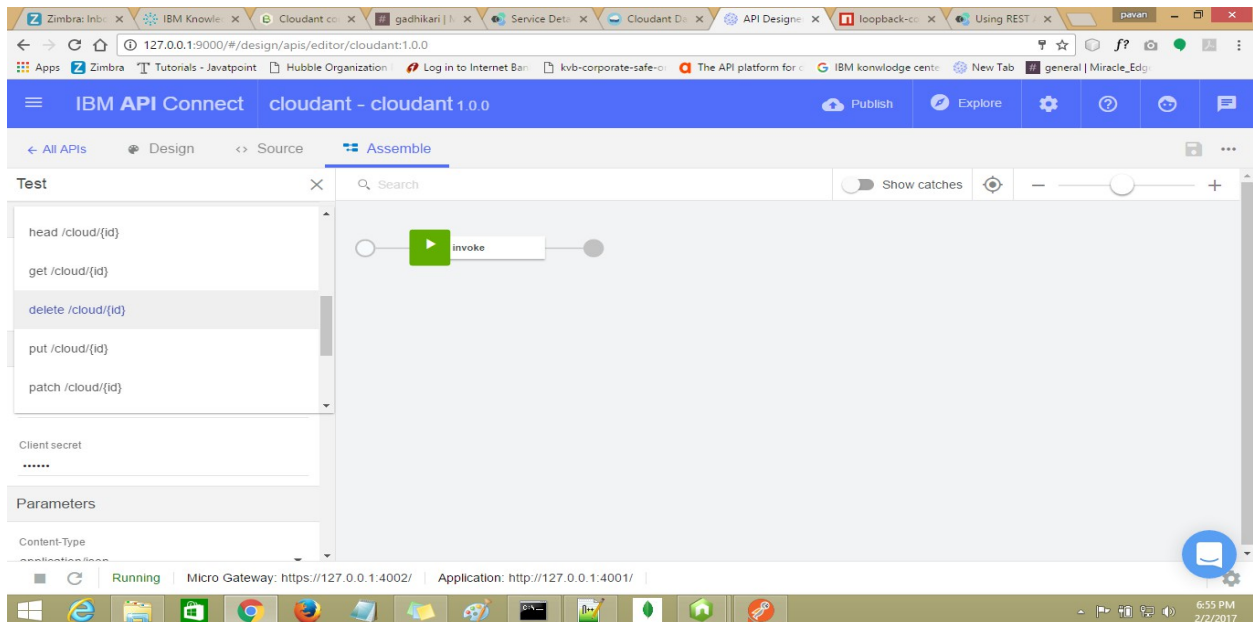 Zimbra: Inbo
IBM Knowle
Cloudant co
gadhikari | M
Service Deta
Cloudant Da
API Designe
loopback-co
Using REST
pavan
127.0.0.1:9000/#/design/apis/editor/cloudant:1.0.0
f?
Apps
Zimbra
Tutorials - Javatpoint
Hubble Organization
Log in to Internet Ban
kvb-corporate-safe-o
The API platform for
IBM konwlodge cente
New Tab
general | Miracle_Edg
IBM API Connect
cloudant - cloudant 1.0.0
Publish
Explore
← All APIs
Design
<> Source
Assemble
Test
Search
Show catches
head /cloud/{id}
invoke
get /cloud/{id}
delete /cloud/{id}
put /cloud/{id}
patch /cloud/{id}
Client secret
••••••
Parameters
Content-Type
Running
Micro Gateway: https://127.0.0.1:4002/
Application: http://127.0.0.1:4001/
6:55 PM
2/2/2017